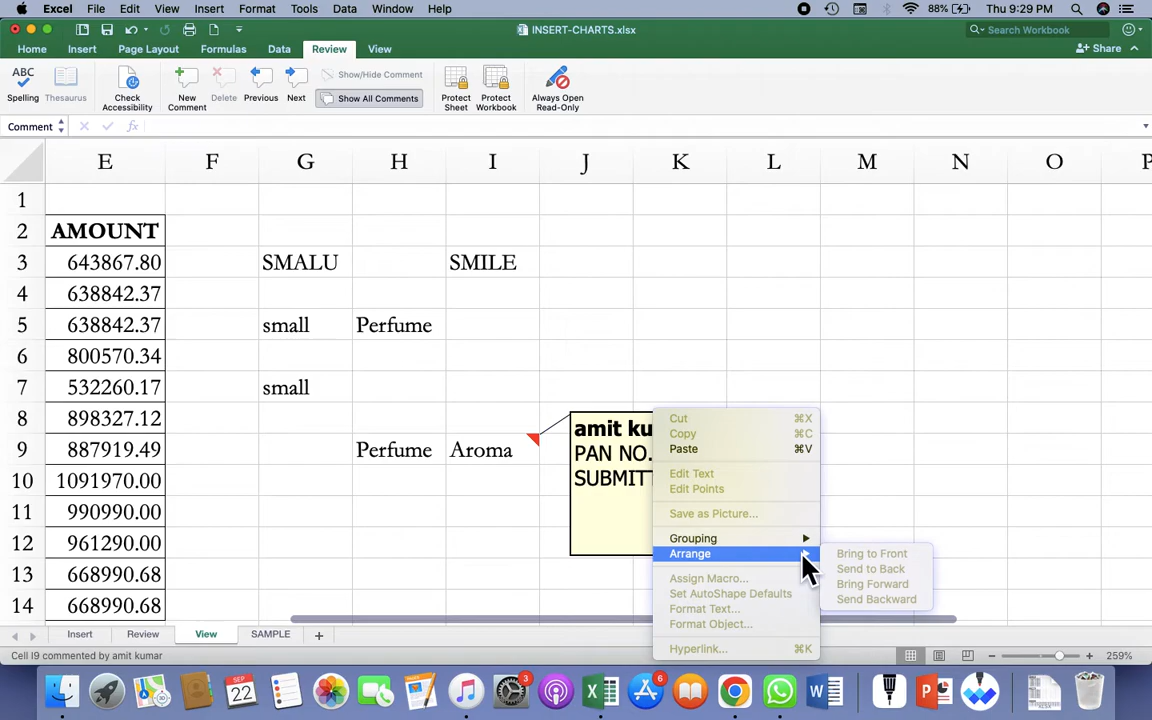 Excel File Edit View Insert Format Tools Data Window Help 88% Thu 9:29 PM
INSERT-CHARTS.xlsx Search Workbook
Home Insert Page Layout Formulas Data Review View Share
ABC Show/Hide Comment
Spelling Thesaurus Check Accessibility New Comment Delete Previous Next Show All Comments Protect Sheet Protect Workbook Always Open Read-Only
Comment fx
E F G H I J K L M N O P
1
2 AMOUNT
3 643867.80 SMALU SMILE
4 638842.37
5 638842.37 small Perfume
6 800570.34
7 532260.17 small
8 898327.12
amit ku
9 887919.49 Perfume Aroma PAN NO.
10 1091970.00 SUBMITT
11 990990.00
12 961290.00
13 668990.68
14 668990.68
Cut ⌘X
Copy ⌘C
Paste ⌘V
Edit Text
Edit Points
Save as Picture...
Grouping
Arrange
Assign Macro...
Set AutoShape Defaults
Format Text...
Format Object...
Hyperlink... ⌘K
Bring to Front
Send to Back
Bring Forward
Send Backward
Insert Review View SAMPLE
Cell I9 commented by amit kumar 259%
SEP
22
3
6
W
P